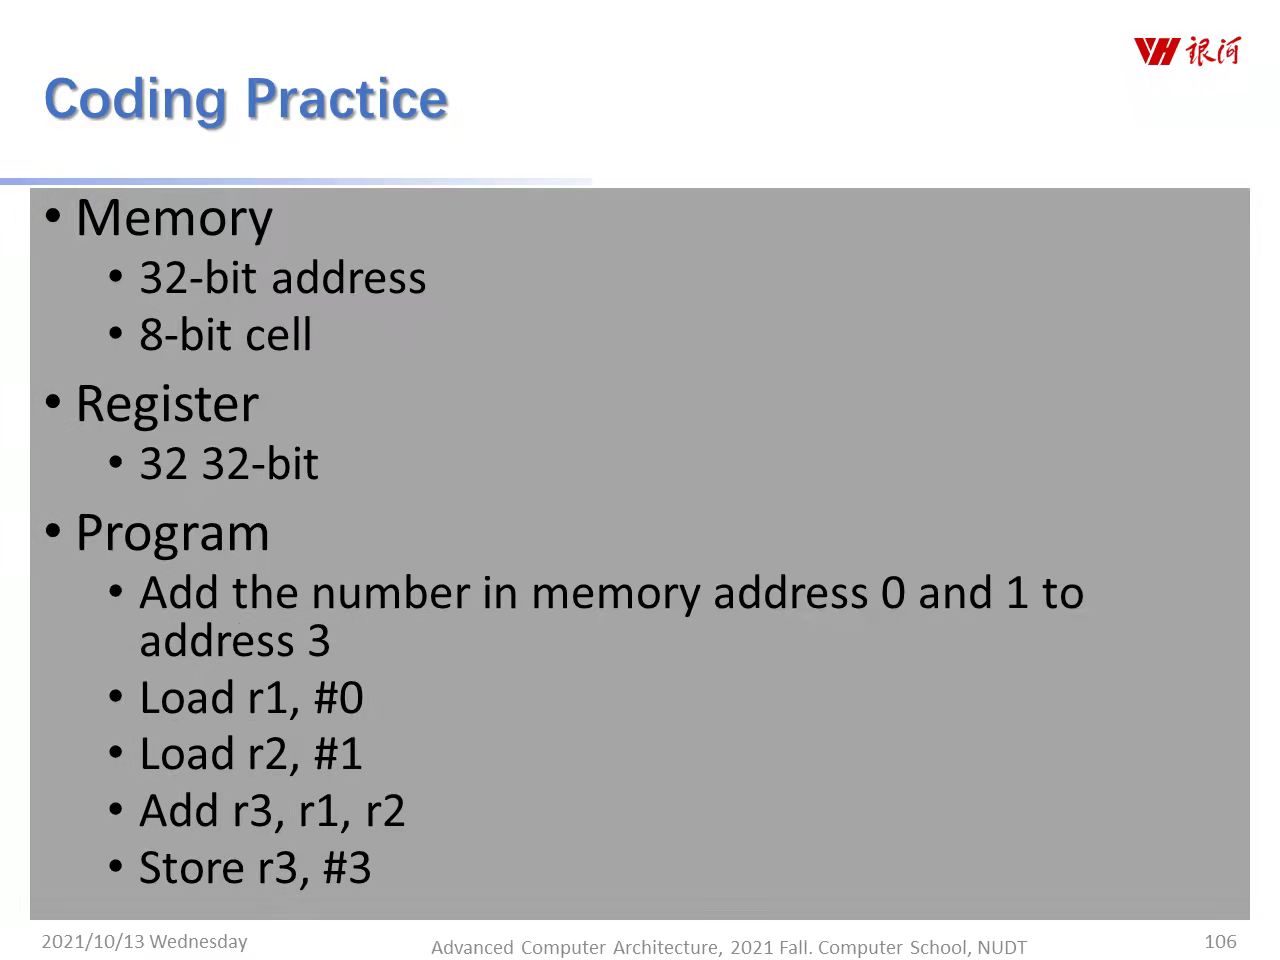 银河
Coding Practice
• Memory
• 32-bit address
• 8-bit cell
• Register
• 32 32-bit
• Program
• Add the number in memory address 0 and 1 to
address 3
• Load r1, #0
• Load r2, #1
• Add r3, r1, r2
• Store r3, #3
2021/10/13 Wednesday
Advanced Computer Architecture, 2021 Fall. Computer School, NUDT
106